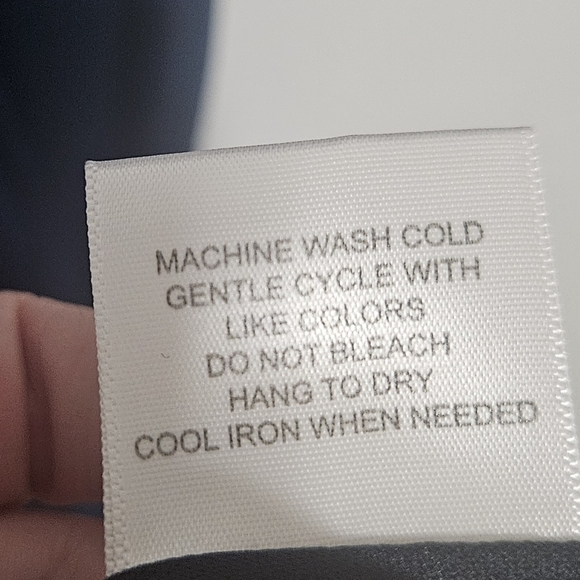 MACHINE WASH COLD
GENTLE CYCLE WITH
LIKE COLORS
DO NOT BLEACH
HANG TO DRY
COOL IRON WHEN NEEDED